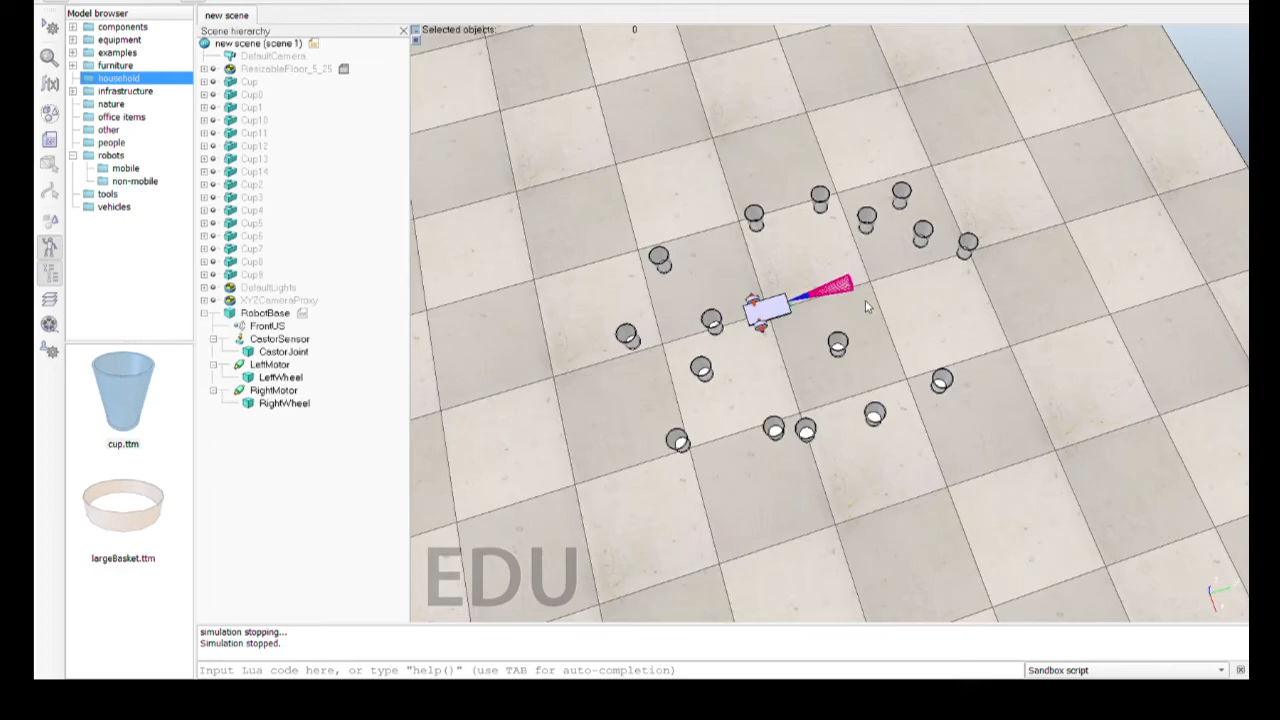 Model browser
components
equipment
examples
furniture
household
infrastructure
nature
office items
other
people
robots
mobile
non-mobile
tools
vehicles
cup.ttm
largeBasket.ttm
new scene
Scene hierarchy
new scene (scene 1)
DefaultCamera
ResizableFloor_5_25
Cup
Cup0
Cup1
Cup10
Cup11
Cup12
Cup13
Cup14
Cup2
Cup3
Cup4
Cup5
Cup6
Cup7
Cup8
Cup9
DefaultLights
XYZCameraProxy
RobotBase
FrontUS
CastorSensor
CastorJoint
LeftMotor
LeftWheel
RightMotor
RightWheel
Selected objects: 0
EDU
simulation stopping...
Simulation stopped.
Input Lua code here, or type "help()" (use TAB for auto-completion)
Sandbox script